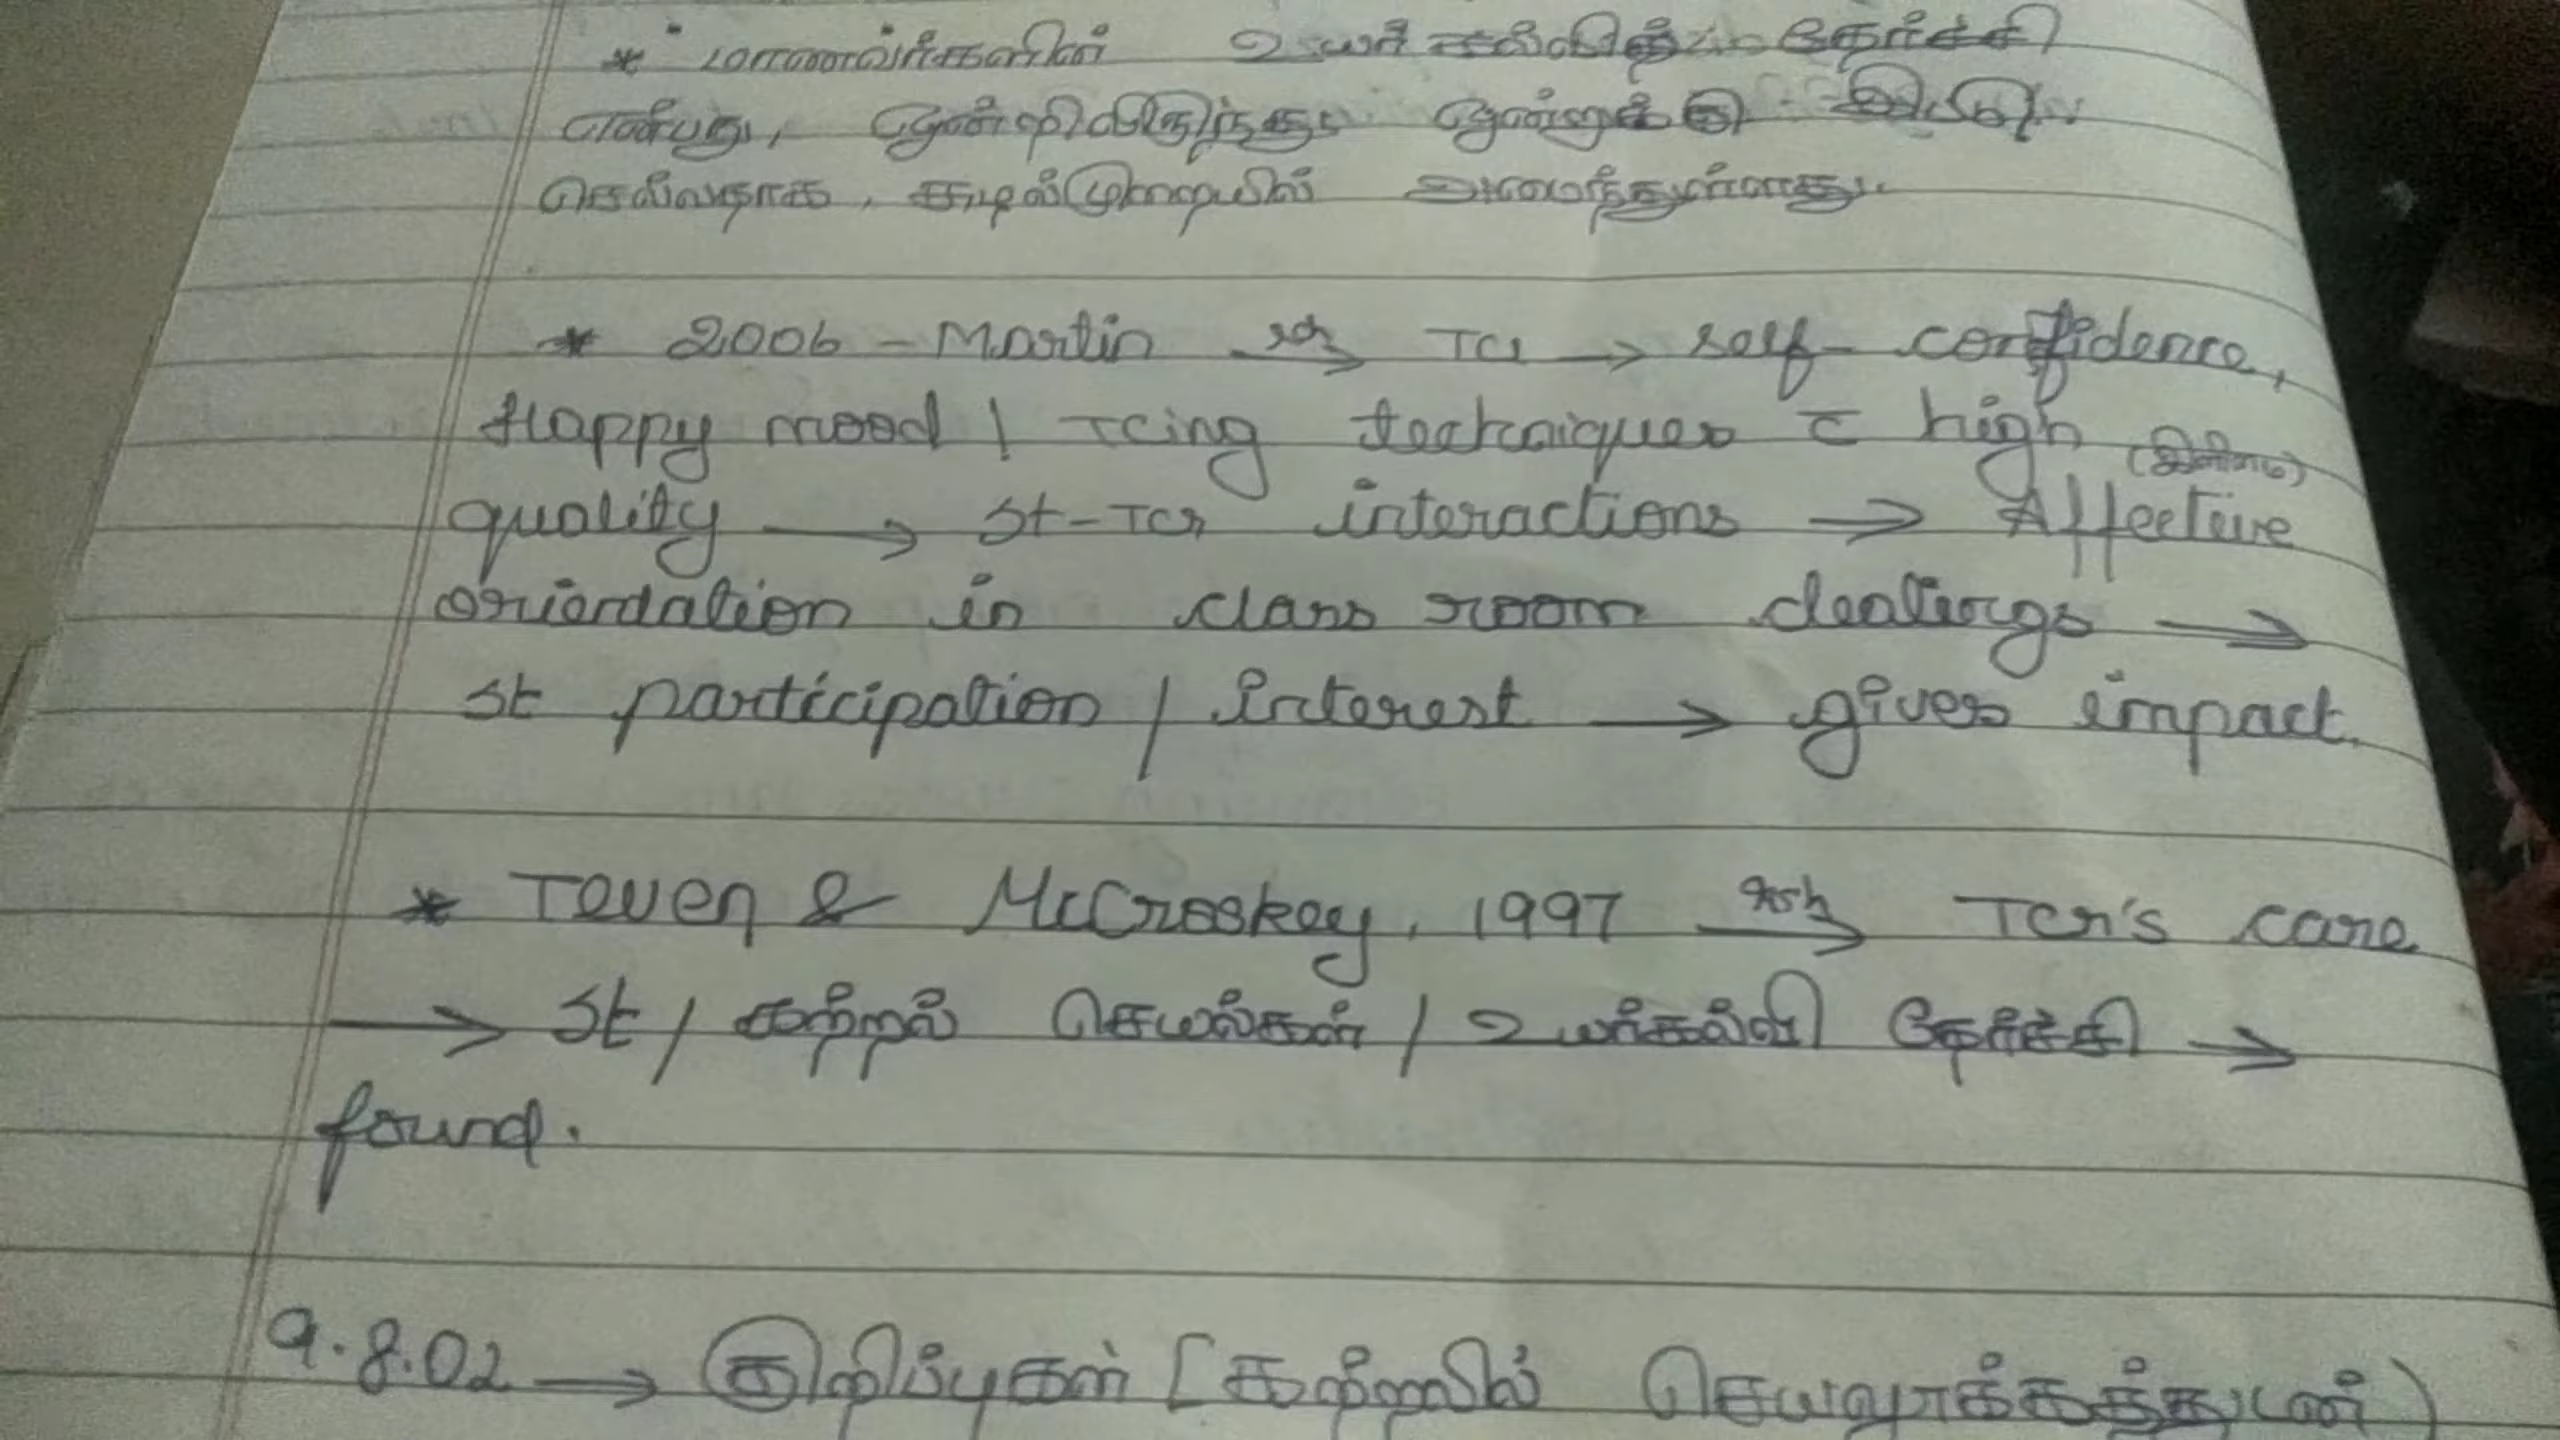 * மாணவர்களின் உயர் கல்வித் தேர்ச்சி
என்பது, ஒன்றிலிருந்து ஒன்றுக்கு இட்டு
செல்வதாக, சுழல்முறையில் அமைந்துள்ளது.
* 2006 - Martin rch → Tcr → self-confidence,
Happy mood / Tcing techniques c̄ high
quality → St-Tcr interactions → Affective (இனிமை)
orientation in class room dealings →
St participation / interest → gives impact.
* Teven & McCroskey, 1997 rsh → Tcr's care
→ St / கற்றல் செயல்கள் / உயர்கல்வி தேர்ச்சி →
found.
9.8.02 → குறிப்புகள் [கற்றலில் செயலூக்கத்துடன்)